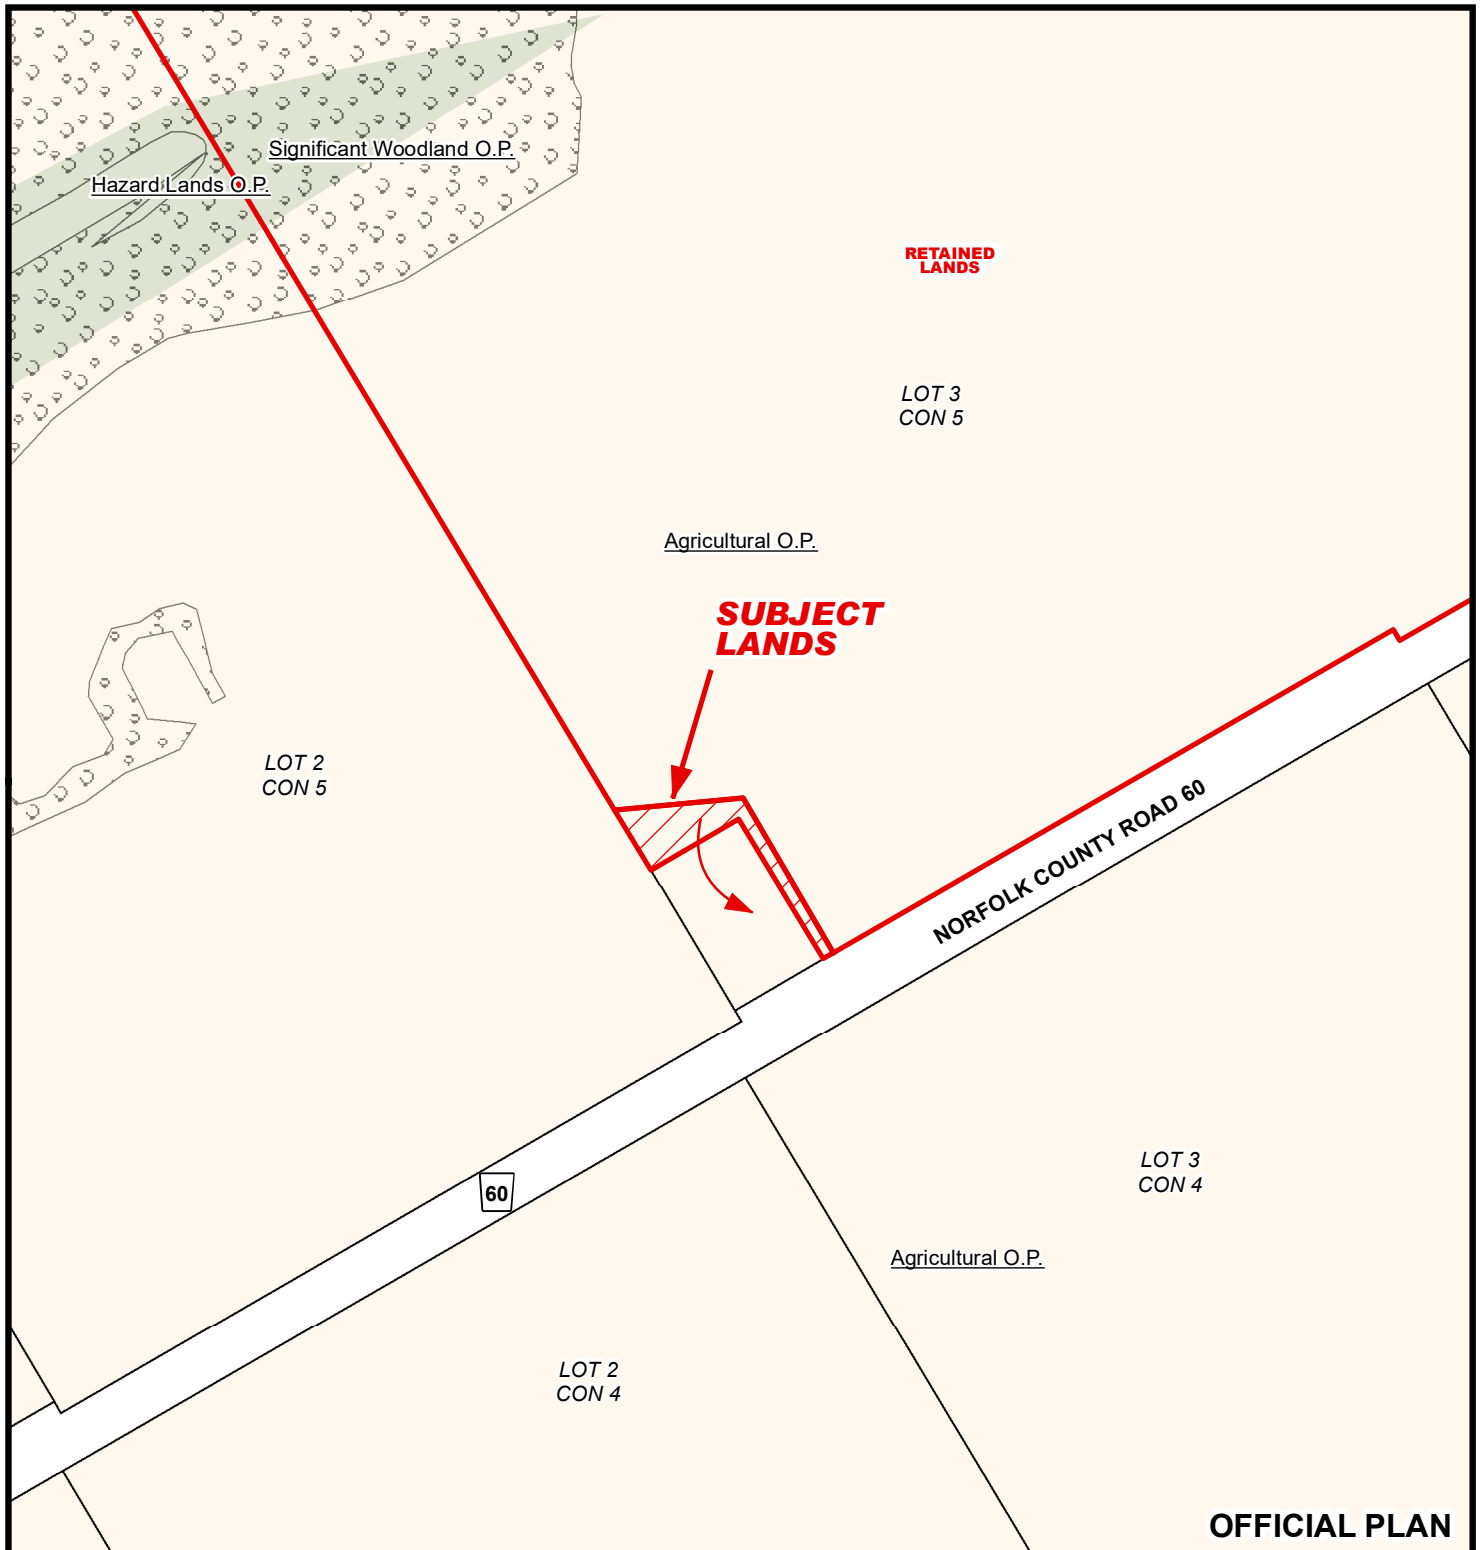 Significant Woodland O.P.
Hazard Lands O.P.
RETAINED
LANDS
LOT 3
CON 5
Agricultural O.P.
SUBJECT
LANDS
LOT 2
CON 5
NORFOLK COUNTY ROAD 60
LOT 3
CON 4
60
Agricultural O.P.
LOT 2
CON 4
OFFICIAL PLAN